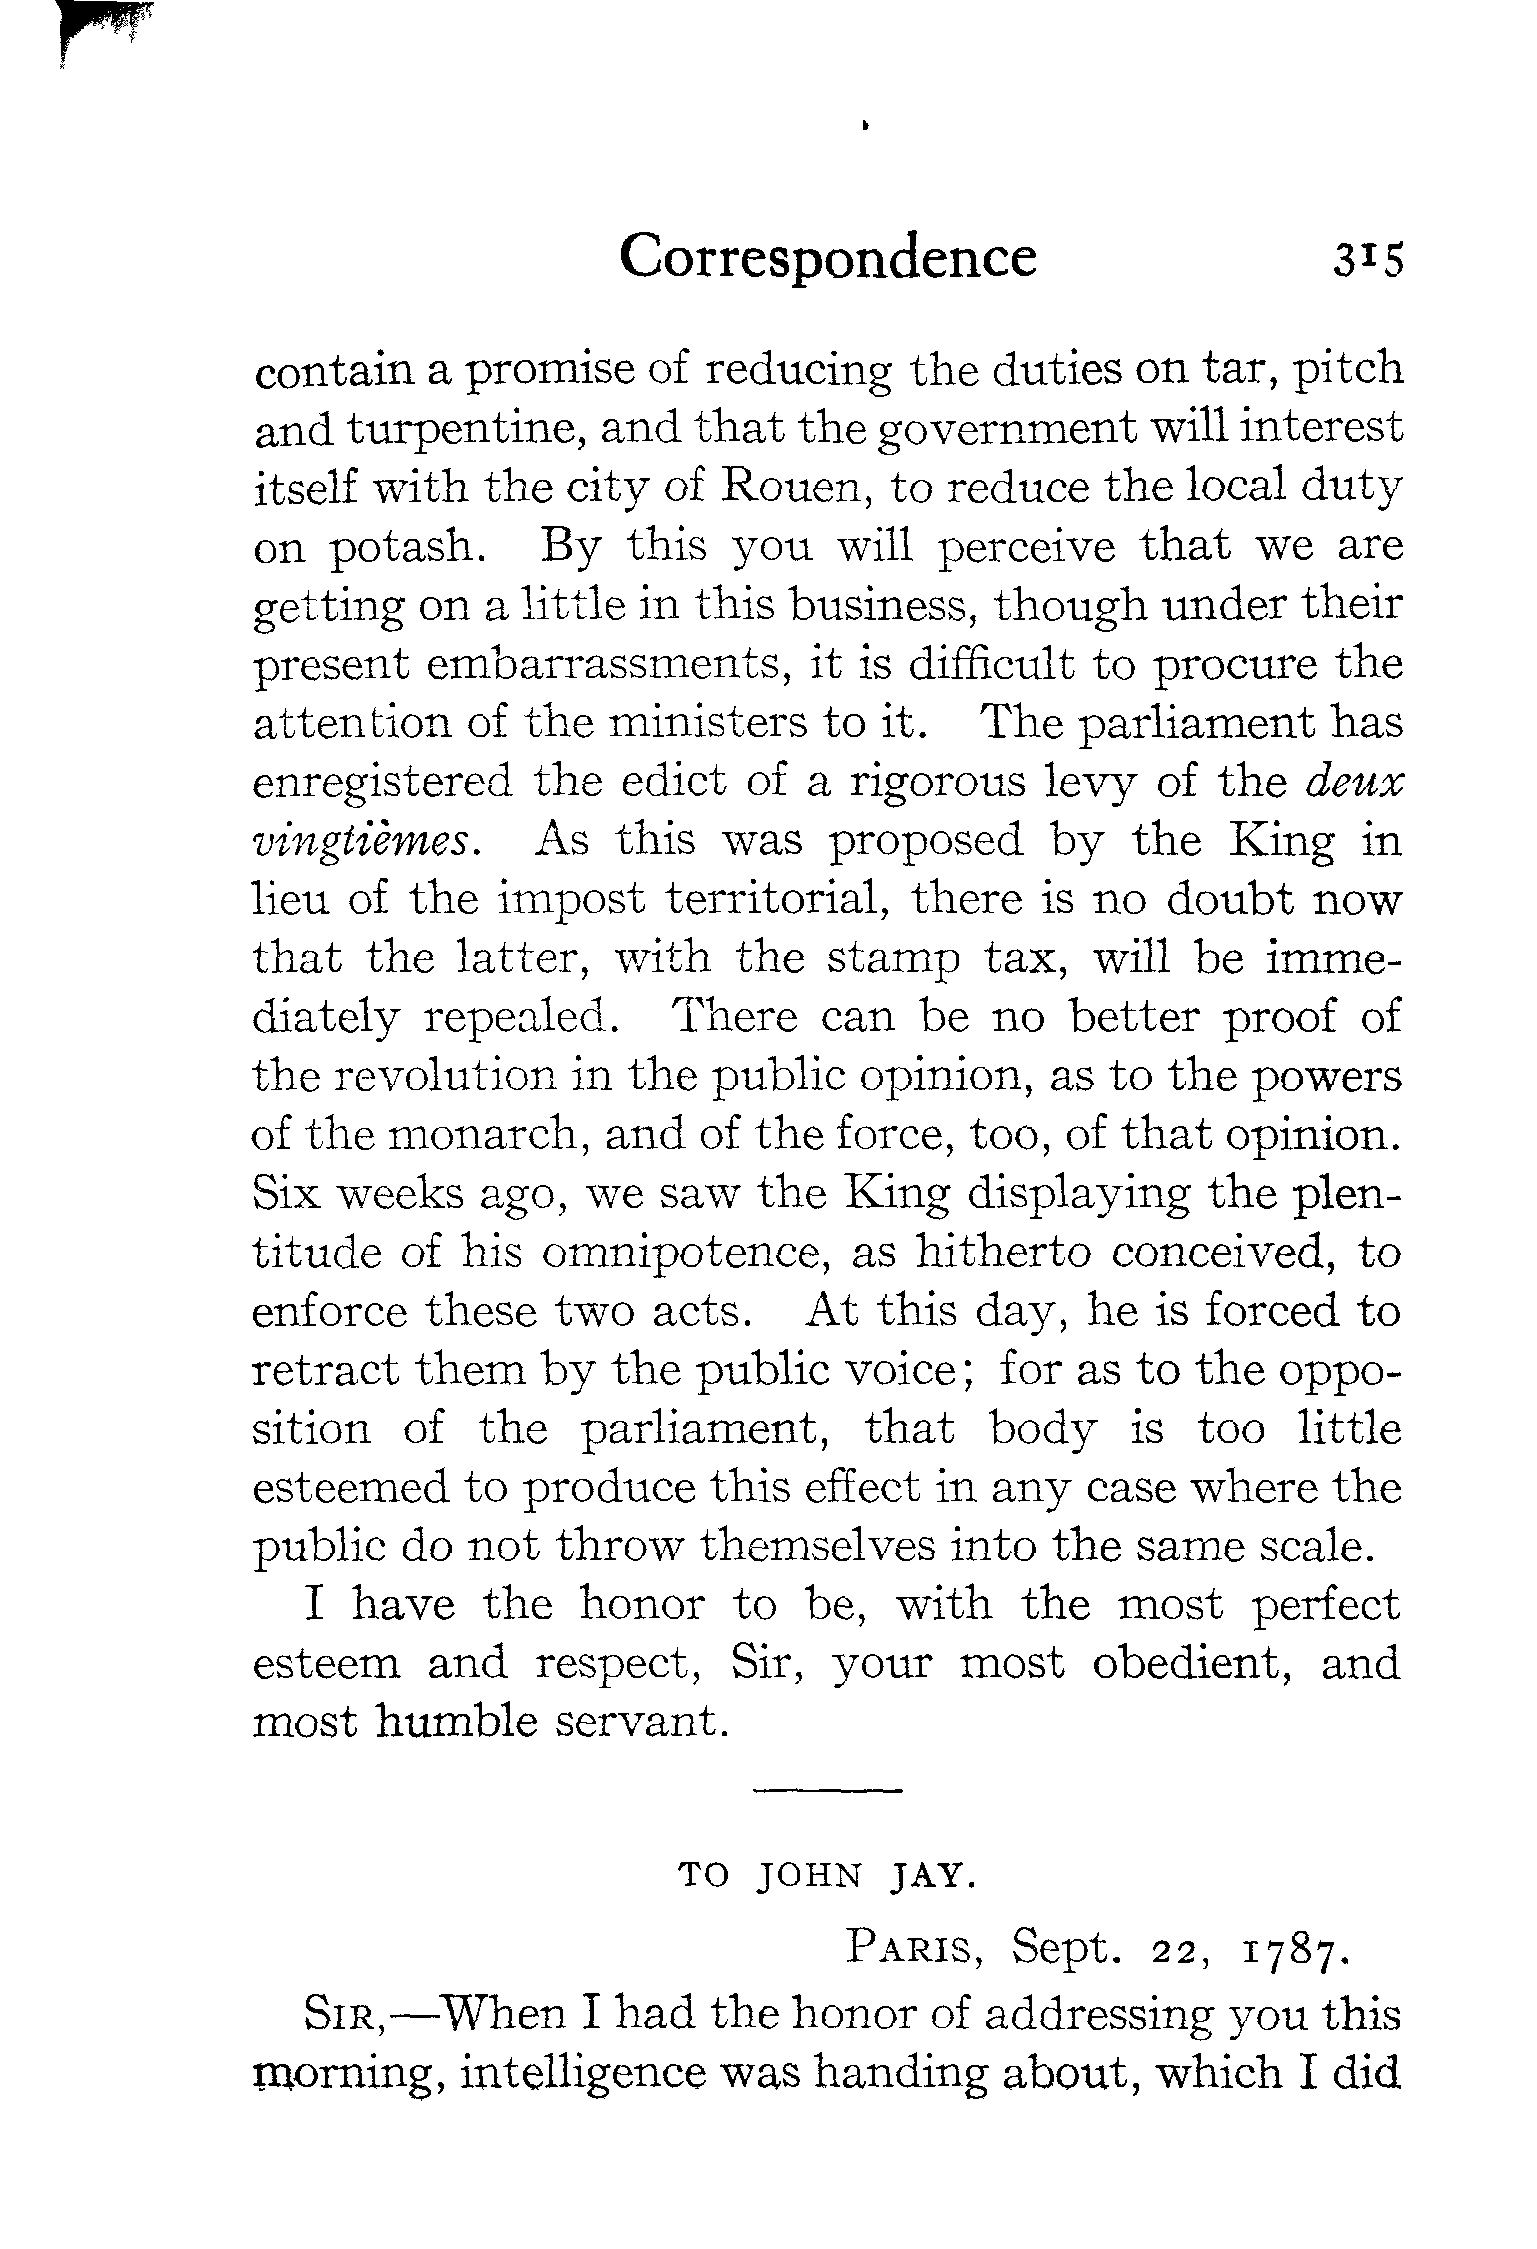 Correspondence 315
contain a promise of reducing the duties on tar, pitch
and turpentine, and that the government will interest
itself with the city of Rouen, to reduce the local duty
on potash. By this you will perceive that we are
getting on a little in this business, though under their
present embarrassments, it is difficult to procure the
attention of the ministers to it. The parliament has
enregistered the edict of a rigorous levy of the deux
vingtièmes. As this was proposed by the King in
lieu of the impost territorial, there is no doubt now
that the latter, with the stamp tax, will be imme-
diately repealed. There can be no better proof of
the revolution in the public opinion, as to the powers
of the monarch, and of the force, too, of that opinion.
Six weeks ago, we saw the King displaying the plen-
titude of his omnipotence, as hitherto conceived, to
enforce these two acts. At this day, he is forced to
retract them by the public voice; for as to the oppo-
sition of the parliament, that body is too little
esteemed to produce this effect in any case where the
public do not throw themselves into the same scale.
I have the honor to be, with the most perfect
esteem and respect, Sir, your most obedient, and
most humble servant.
TO JOHN JAY.
PARIS, Sept. 22, 1787.
SIR,—When I had the honor of addressing you this
morning, intelligence was handing about, which I did